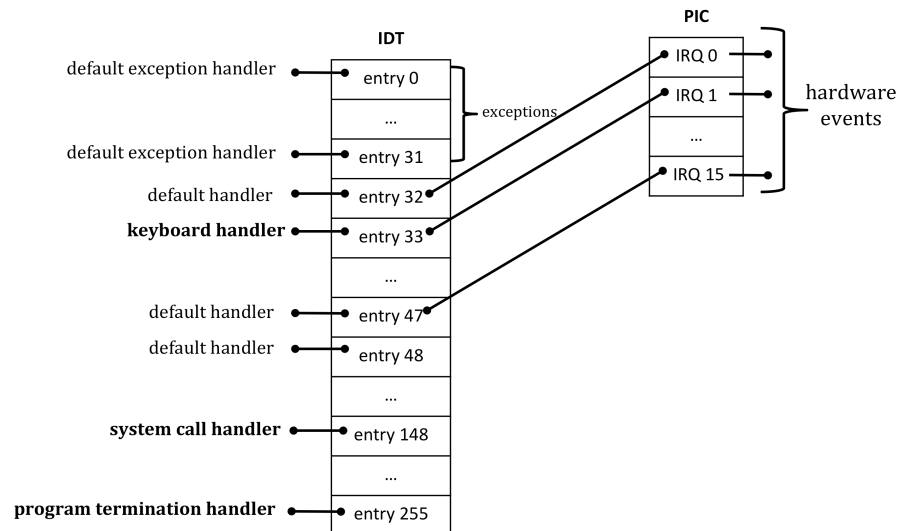 PIC
IDT
default exception handler
entry 0
IRQ 0
...
exceptions
IRQ 1
hardware
events
default exception handler
entry 31
...
default handler
entry 32
IRQ 15
keyboard handler
entry 33
...
default handler
entry 47
default handler
entry 48
...
system call handler
entry 148
...
program termination handler
entry 255